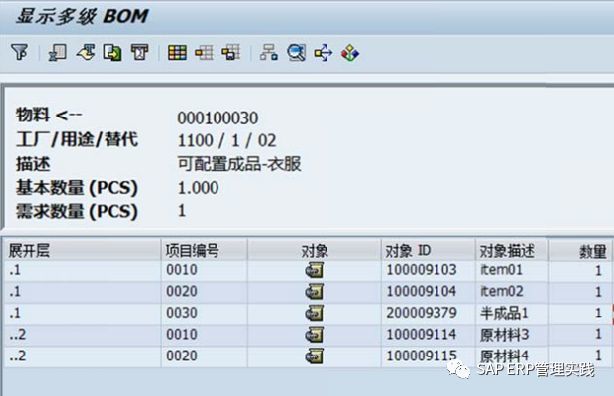 显示多级 BOM
物料 <-- 000100030
工厂/用途/替代 1100 / 1 / 02
描述 可配置成品-衣服
基本数量 (PCS) 1.000
需求数量 (PCS) 1
展开层 项目编号 对象 对象 ID 对象描述 数量
.1 0010 100009103 item01 1
.1 0020 100009104 item02 1
.1 0030 200009379 半成品1 1
..2 0010 100009114 原材料3 1
..2 0020 100009115 原材料4 1
SAP ERP管理实践